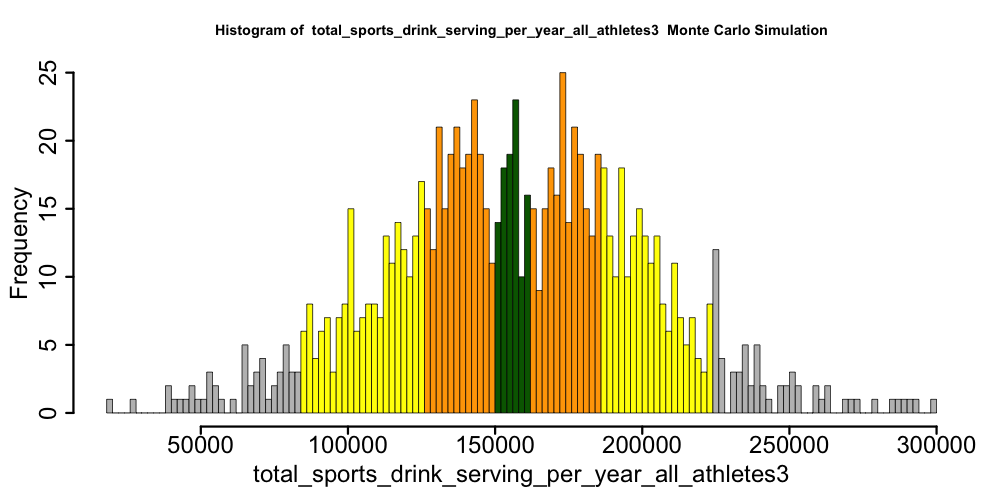 Histogram of  total_sports_drink_serving_per_year_all_athletes3  Monte Carlo Simulation
25
20
15
10
5
0
Frequency
50000 100000 150000 200000 250000 300000
total_sports_drink_serving_per_year_all_athletes3